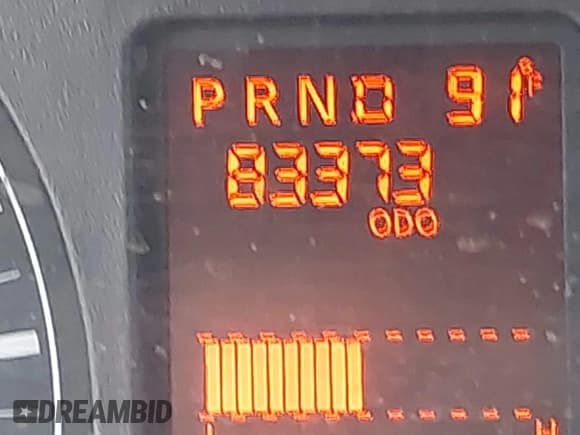 PRND 91°F
83373
ODO
H
DREAMBID